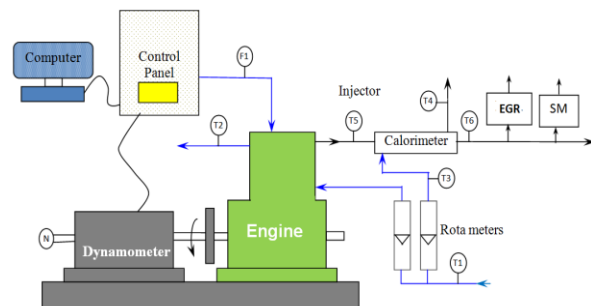 Computer
Control
Panel
F1
Injector
T2
T5
T4
T6
EGR
SM
Calorimeter
T3
Engine
N
Dynamometer
Rota meters
T1